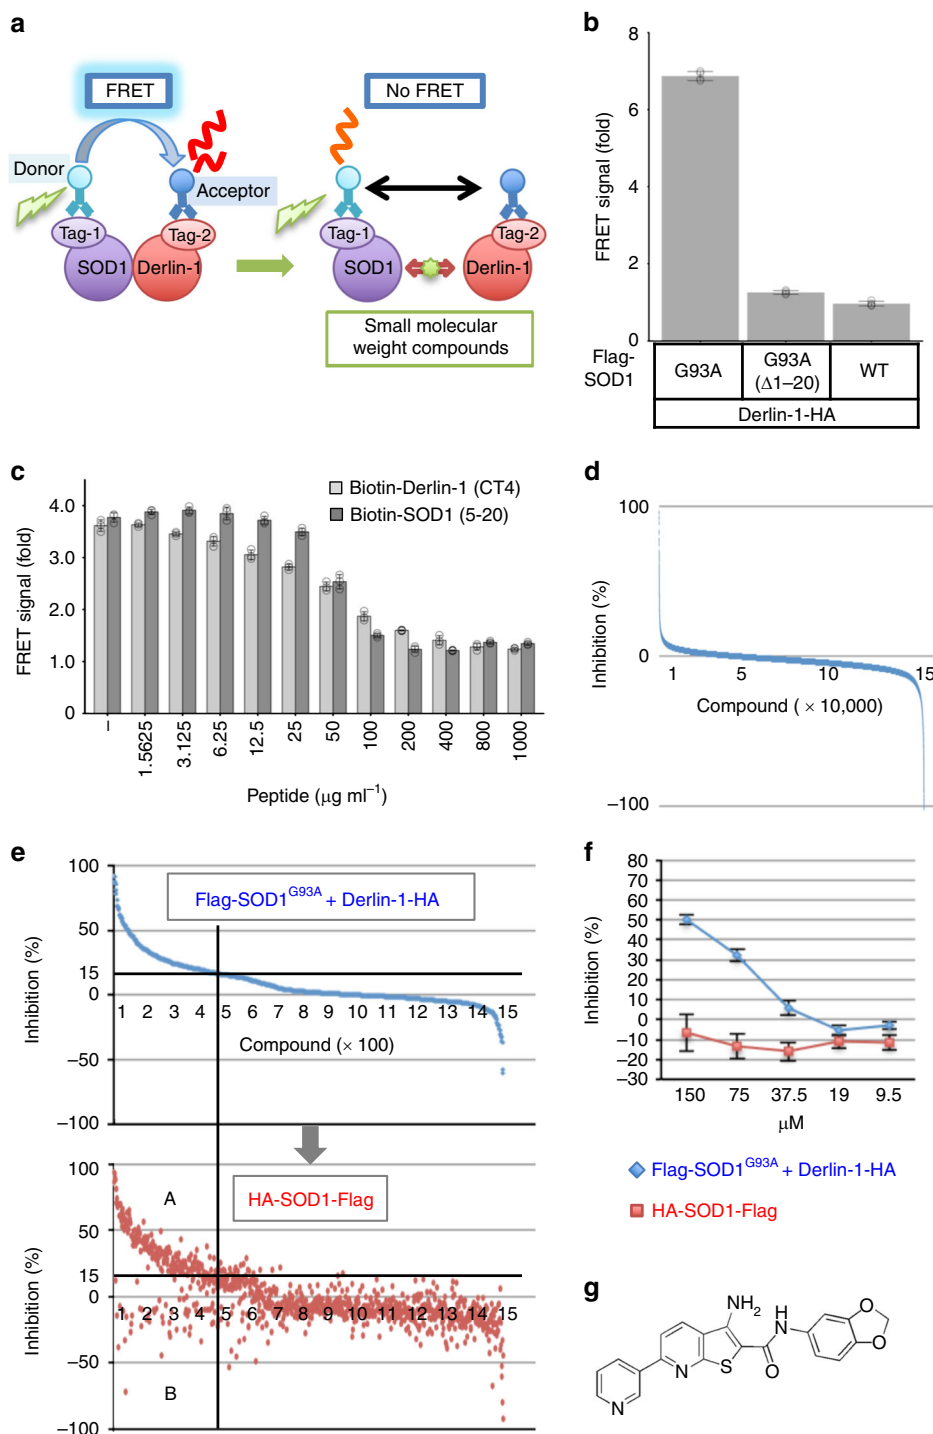 a
FRET
No FRET
Donor
Acceptor
Tag-1
Tag-2
SOD1
Derlin-1
Tag-1
Tag-2
SOD1
Derlin-1
Small molecular
weight compounds
b
FRET signal (fold)
8
6
4
2
0
Flag-
SOD1
G93A
G93A
(Δ1–20)
WT
Derlin-1-HA
c
FRET signal (fold)
4.0
3.0
2.0
1.0
0
Biotin-Derlin-1 (CT4)
Biotin-SOD1 (5-20)
–
1.5625
3.125
6.25
12.5
25
50
100
200
400
800
1000
Peptide (μg ml⁻¹)
d
Inhibition (%)
100
0
−100
1 5 10 15
Compound ( × 10,000)
e
Inhibition (%)
100
50
15
0
−50
−100
Flag-SOD1ᴳ⁹³ᴬ + Derlin-1-HA
1 2 3 4 5 6 7 8 9 10 11 12 13 14 15
Compound (× 100)
Inhibition (%)
100
50
15
0
−50
−100
A
HA-SOD1-Flag
1 2 3 4 5 6 7 8 9 10 11 12 13 14 15
B
f
Inhibition (%)
80
70
60
50
40
30
20
10
0
−10
−20
−30
150 75 37.5 19 9.5
μM
Flag-SOD1ᴳ⁹³ᴬ + Derlin-1-HA
HA-SOD1-Flag
g
NH₂
H
N
O
O
O
S
N
N